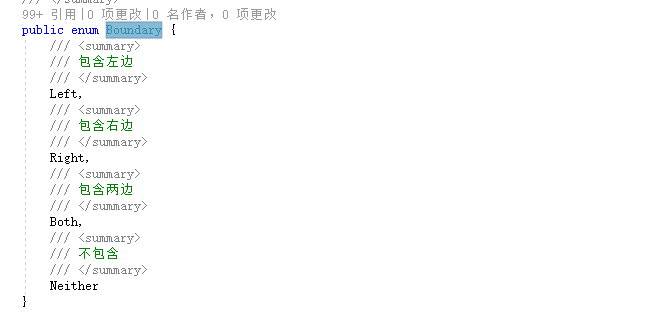 /// </summary>
99+ 引用|0 项更改|0 名作者，0 项更改
public enum Boundary {
/// <summary>
/// 包含左边
/// </summary>
Left,
/// <summary>
/// 包含右边
/// </summary>
Right,
/// <summary>
/// 包含两边
/// </summary>
Both,
/// <summary>
/// 不包含
/// </summary>
Neither
}